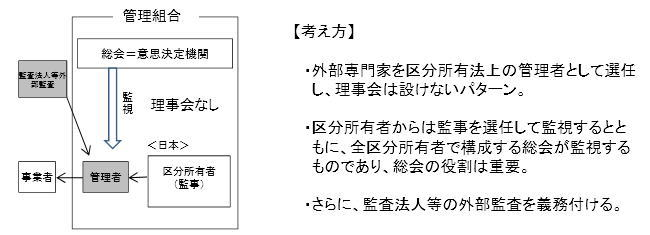 管理組合
総会＝意思決定機関
監査法人等外
部監査
監視
理事会なし
＜日本＞
事業者
管理者
区分所有者
（監事）
【考え方】
・外部専門家を区分所有法上の管理者として選任
し、理事会は設けないパターン。
・区分所有者からは監事を選任して監視するとと
もに、全区分所有者で構成する総会が監視する
ものであり、総会の役割は重要。
・さらに、監査法人等の外部監査を義務付ける。